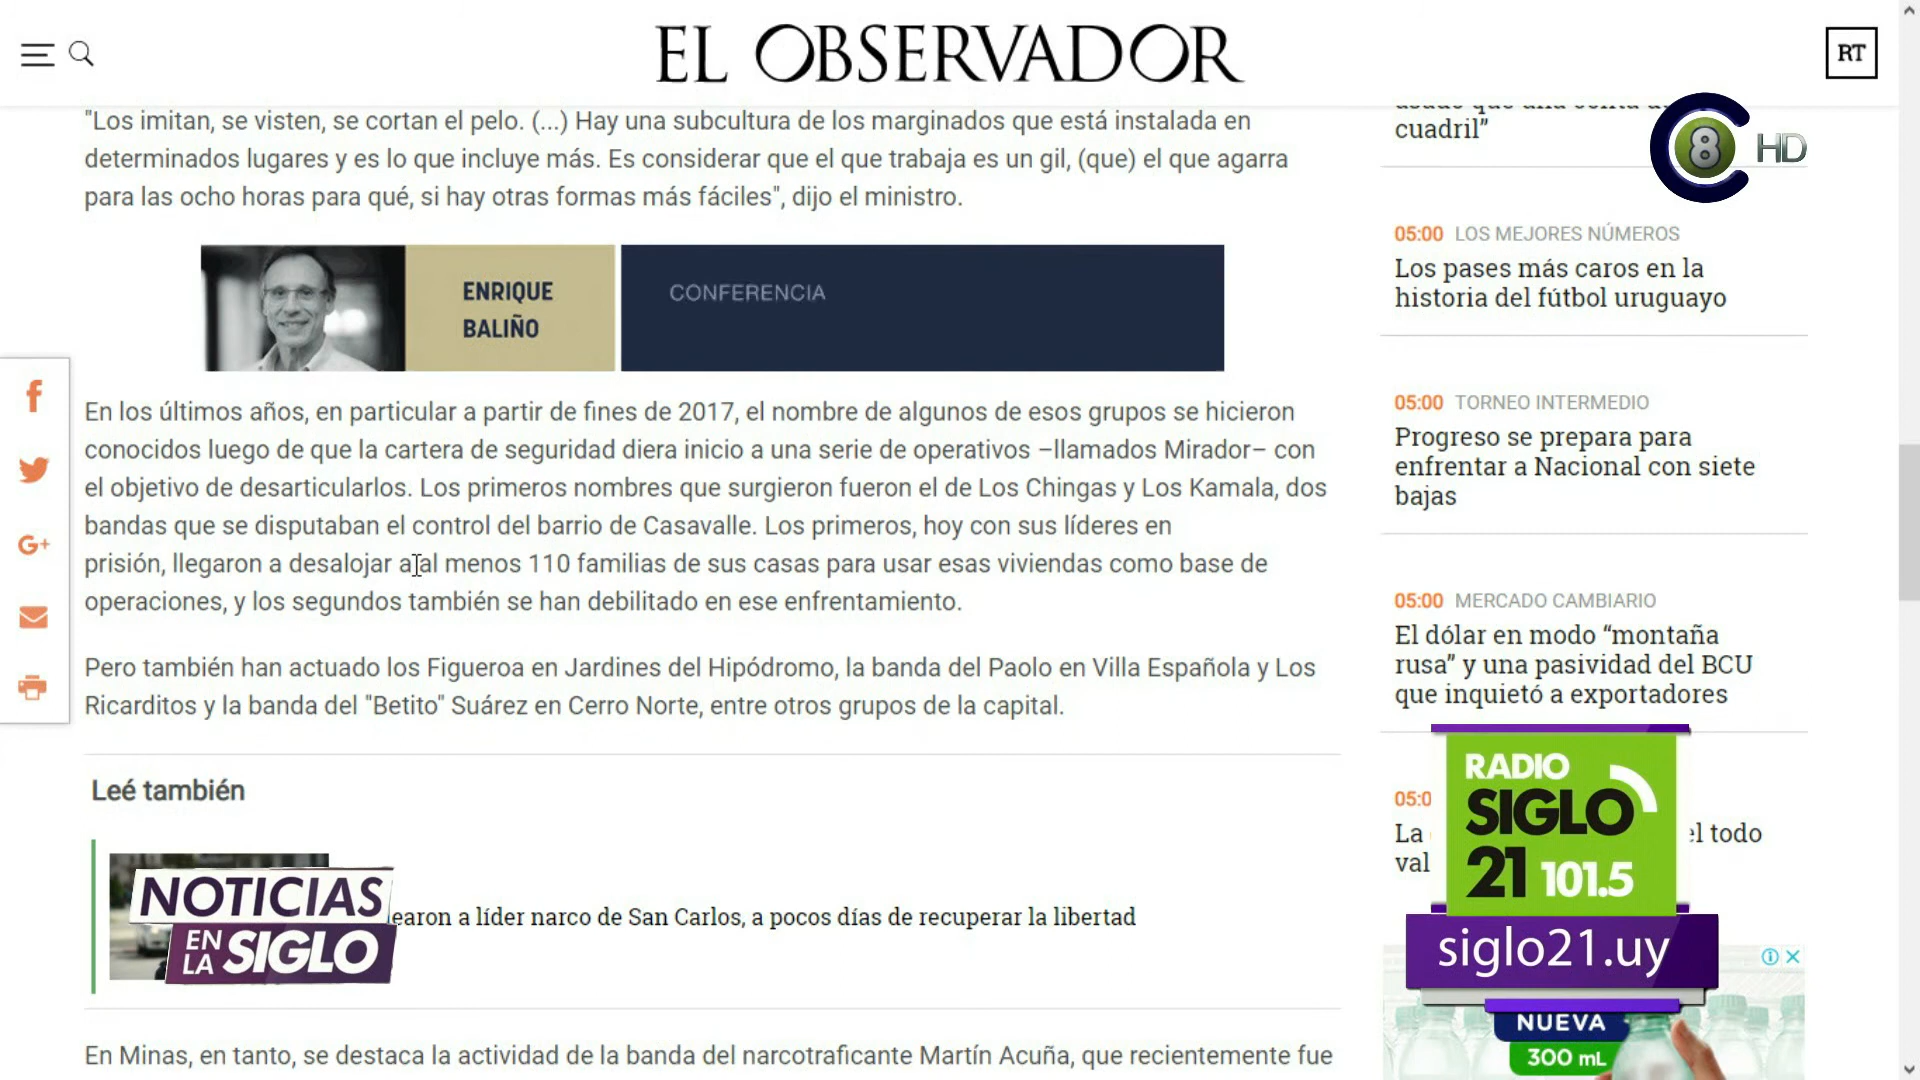 EL OBSERVADOR
RT
"Los imitan, se visten, se cortan el pelo. (...) Hay una subcultura de los marginados que está instalada en
determinados lugares y es lo que incluye más. Es considerar que el que trabaja es un gil, (que) el que agarra
para las ocho horas para qué, si hay otras formas más fáciles", dijo el ministro.
ENRIQUE
BALIÑO
CONFERENCIA
En los últimos años, en particular a partir de fines de 2017, el nombre de algunos de esos grupos se hicieron
conocidos luego de que la cartera de seguridad diera inicio a una serie de operativos –llamados Mirador– con
el objetivo de desarticularlos. Los primeros nombres que surgieron fueron el de Los Chingas y Los Kamala, dos
bandas que se disputaban el control del barrio de Casavalle. Los primeros, hoy con sus líderes en
prisión, llegaron a desalojar a al menos 110 familias de sus casas para usar esas viviendas como base de
operaciones, y los segundos también se han debilitado en ese enfrentamiento.
Pero también han actuado los Figueroa en Jardines del Hipódromo, la banda del Paolo en Villa Española y Los
Ricarditos y la banda del "Betito" Suárez en Cerro Norte, entre otros grupos de la capital.
Leé también
earon a líder narco de San Carlos, a pocos días de recuperar la libertad
NOTICIAS
EN LA SIGLO
En Minas, en tanto, se destaca la actividad de la banda del narcotraficante Martín Acuña, que recientemente fue
cuadril”
8 HD
05:00 LOS MEJORES NÚMEROS
Los pases más caros en la
historia del fútbol uruguayo
05:00 TORNEO INTERMEDIO
Progreso se prepara para
enfrentar a Nacional con siete
bajas
05:00 MERCADO CAMBIARIO
El dólar en modo “montaña
rusa” y una pasividad del BCU
que inquietó a exportadores
05:0
La el todo
val
RADIO
SIGLO
21 101.5
siglo21.uy
NUEVA
300 mL